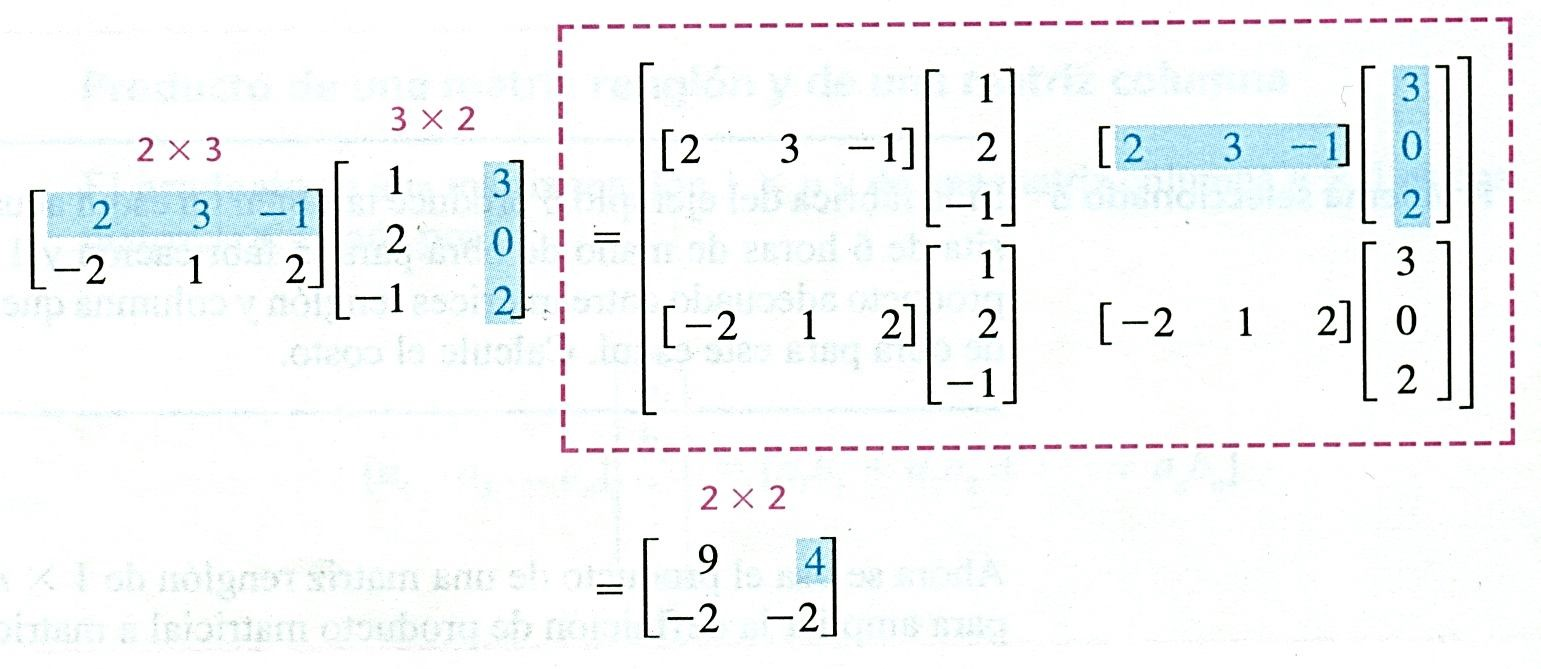 2 × 3
3 × 2
[ 2 3 −1 ] [ 1 3 ] = [ [2 3 −1] [ 1 ] [2 3 −1] [ 3 ] ]
[ −2 1 2 ] [ 2 0 ] [ 2 ] [ 0 ]
[ −1 2 ] [ −1 ] [ 2 ]
[−2 1 2] [ 1 ] [−2 1 2] [ 3 ]
[ 2 ] [ 0 ]
[ −1 ] [ 2 ]
2 × 2
= [ 9 4 ]
[ −2 −2 ]